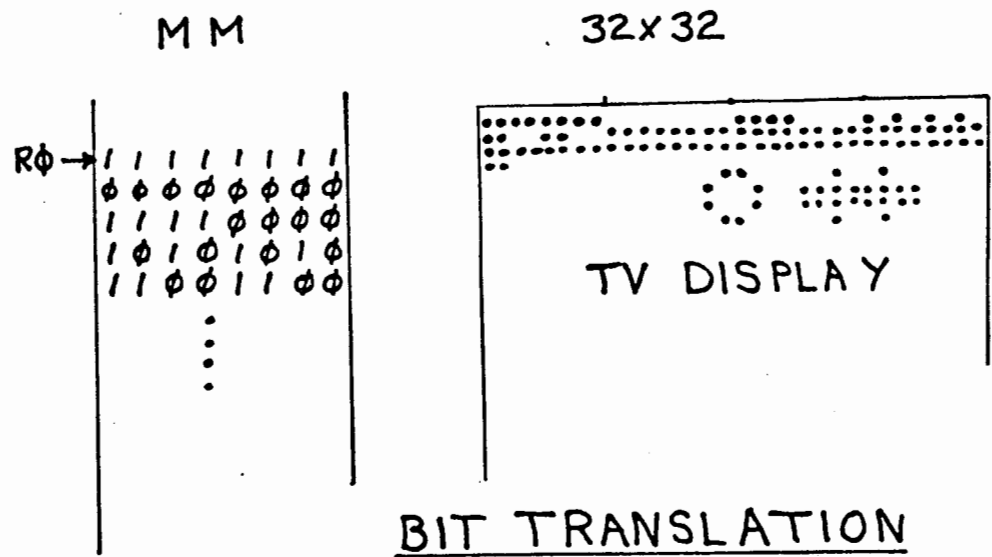 MM
32x32
Rφ→
1 1 1 1 1 1 1 1
φ φ φ φ φ φ φ φ
1 1 1 1 φ φ φ φ
1 φ 1 φ 1 φ 1 φ
1 1 φ φ 1 1 φ φ
TV DISPLAY
BIT TRANSLATION